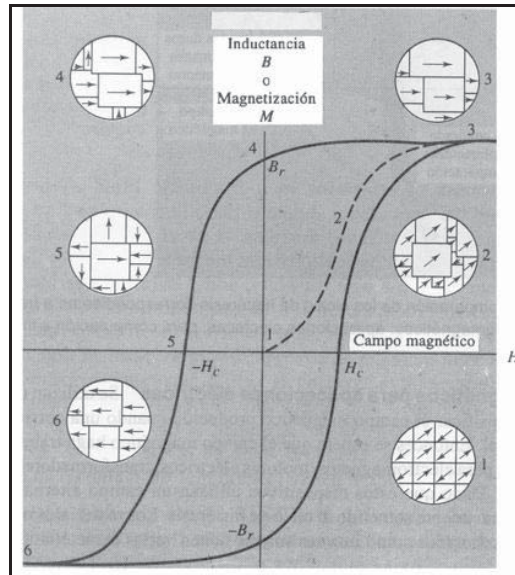 Inductancia
B
o
Magnetización
M
4
3
3
4
B_r
2
5
2
1
5
Campo magnético
-H_c
H_c
H
6
1
-B_r
6